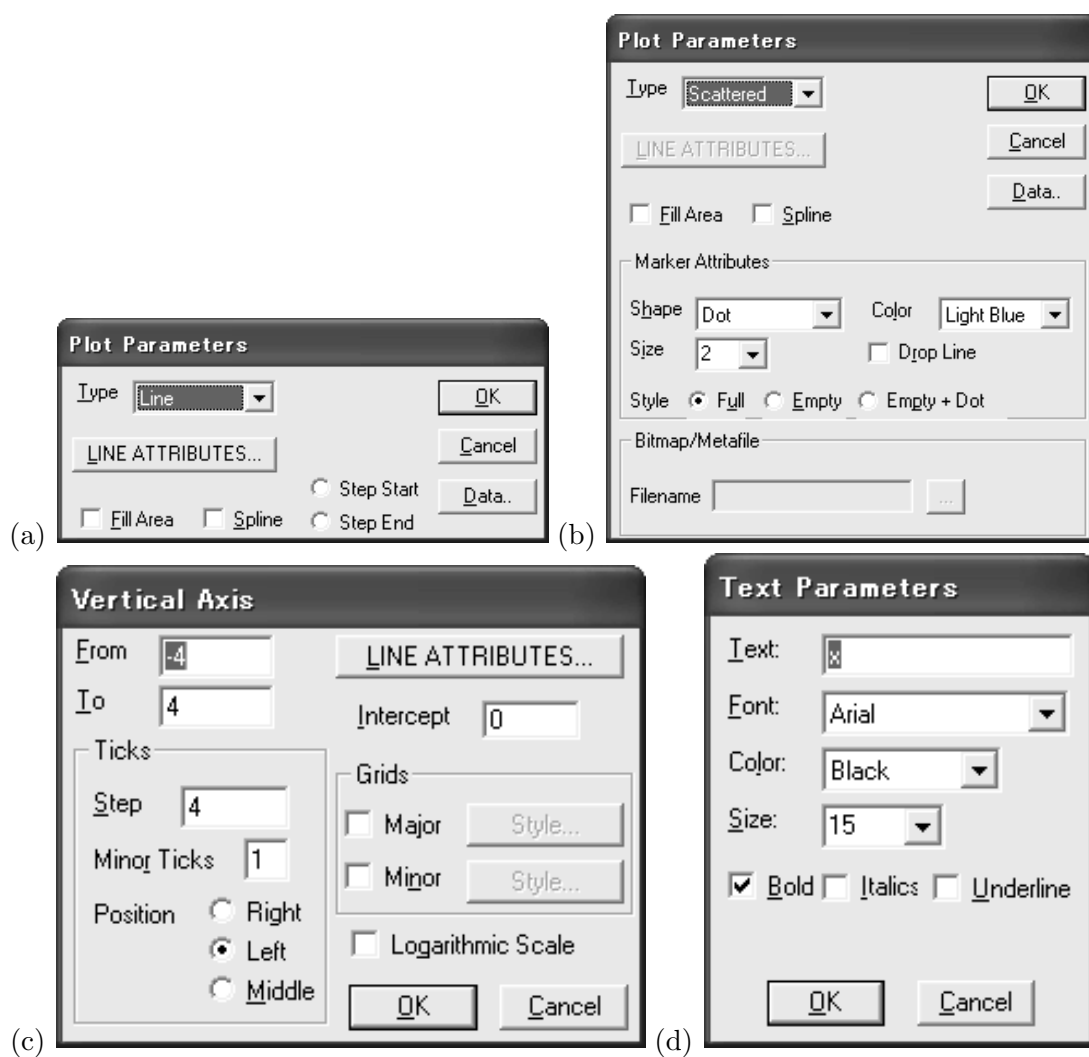 Plot Parameters
Type Line
OK
LINE ATTRIBUTES...
Cancel
Step Start
Data..
Fill Area Spline Step End
(a)
Plot Parameters
Type Scattered
OK
LINE ATTRIBUTES...
Cancel
Data..
Fill Area Spline
Marker Attributes
Shape Dot Color Light Blue
Size 2 Drop Line
Style Full Empty Empty + Dot
Bitmap/Metafile
Filename ...
(b)
Vertical Axis
From -4
LINE ATTRIBUTES...
To 4
Intercept 0
Ticks
Step 4
Minor Ticks 1
Position Right
Left
Middle
Grids
Major Style...
Minor Style...
Logarithmic Scale
OK Cancel
(c)
Text Parameters
Text: x
Font: Arial
Color: Black
Size: 15
Bold Italics Underline
OK Cancel
(d)